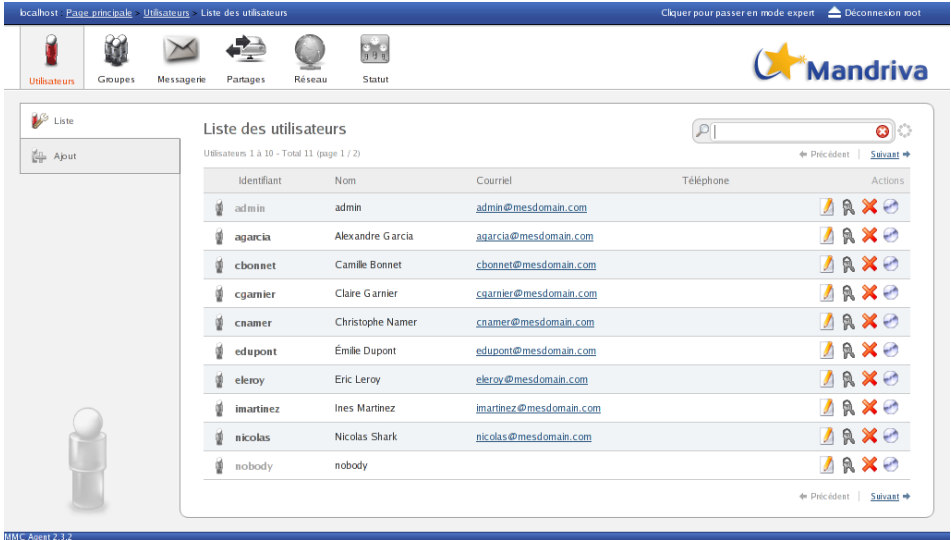 localhost : Page principale > Utilisateurs > Liste des utilisateurs
Cliquer pour passer en mode expert Déconnexion root
Utilisateurs Groupes Messagerie Partages Réseau Statut
Mandriva
Liste
Ajout
Liste des utilisateurs
Utilisateurs 1 à 10 - Total 11 (page 1 / 2)
Précédent | Suivant
Identifiant Nom Courriel Téléphone Actions
admin admin admin@mesdomain.com
agarcia Alexandre Garcia agarcia@mesdomain.com
cbonnet Camille Bonnet cbonnet@mesdomain.com
cgarnier Claire Garnier cgarnier@mesdomain.com
cnamer Christophe Namer cnamer@mesdomain.com
edupont Émilie Dupont edupont@mesdomain.com
eleroy Eric Leroy eleroy@mesdomain.com
imartinez Ines Martinez imartinez@mesdomain.com
nicolas Nicolas Shark nicolas@mesdomain.com
nobody nobody
Précédent | Suivant
MMC Agent 2.3.2